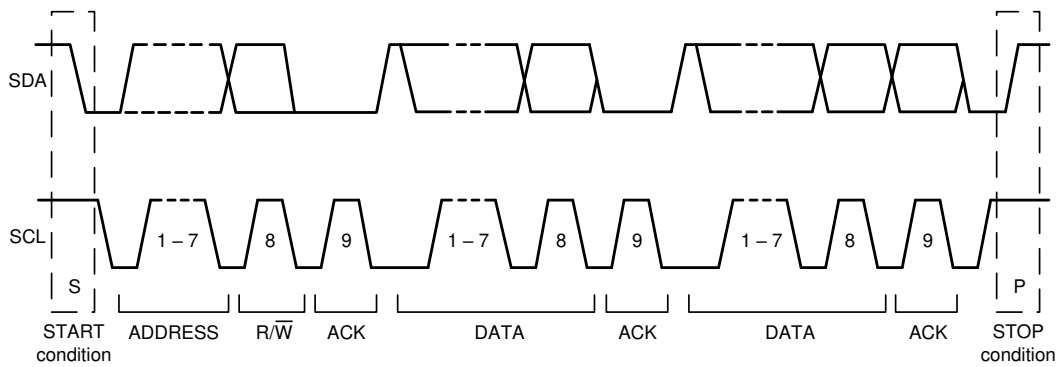 SDA
SCL
1 – 7
8
9
1 – 7
8
9
1 – 7
8
9
S
P
START
condition
ADDRESS
R/W̅
ACK
DATA
ACK
DATA
ACK
STOP
condition